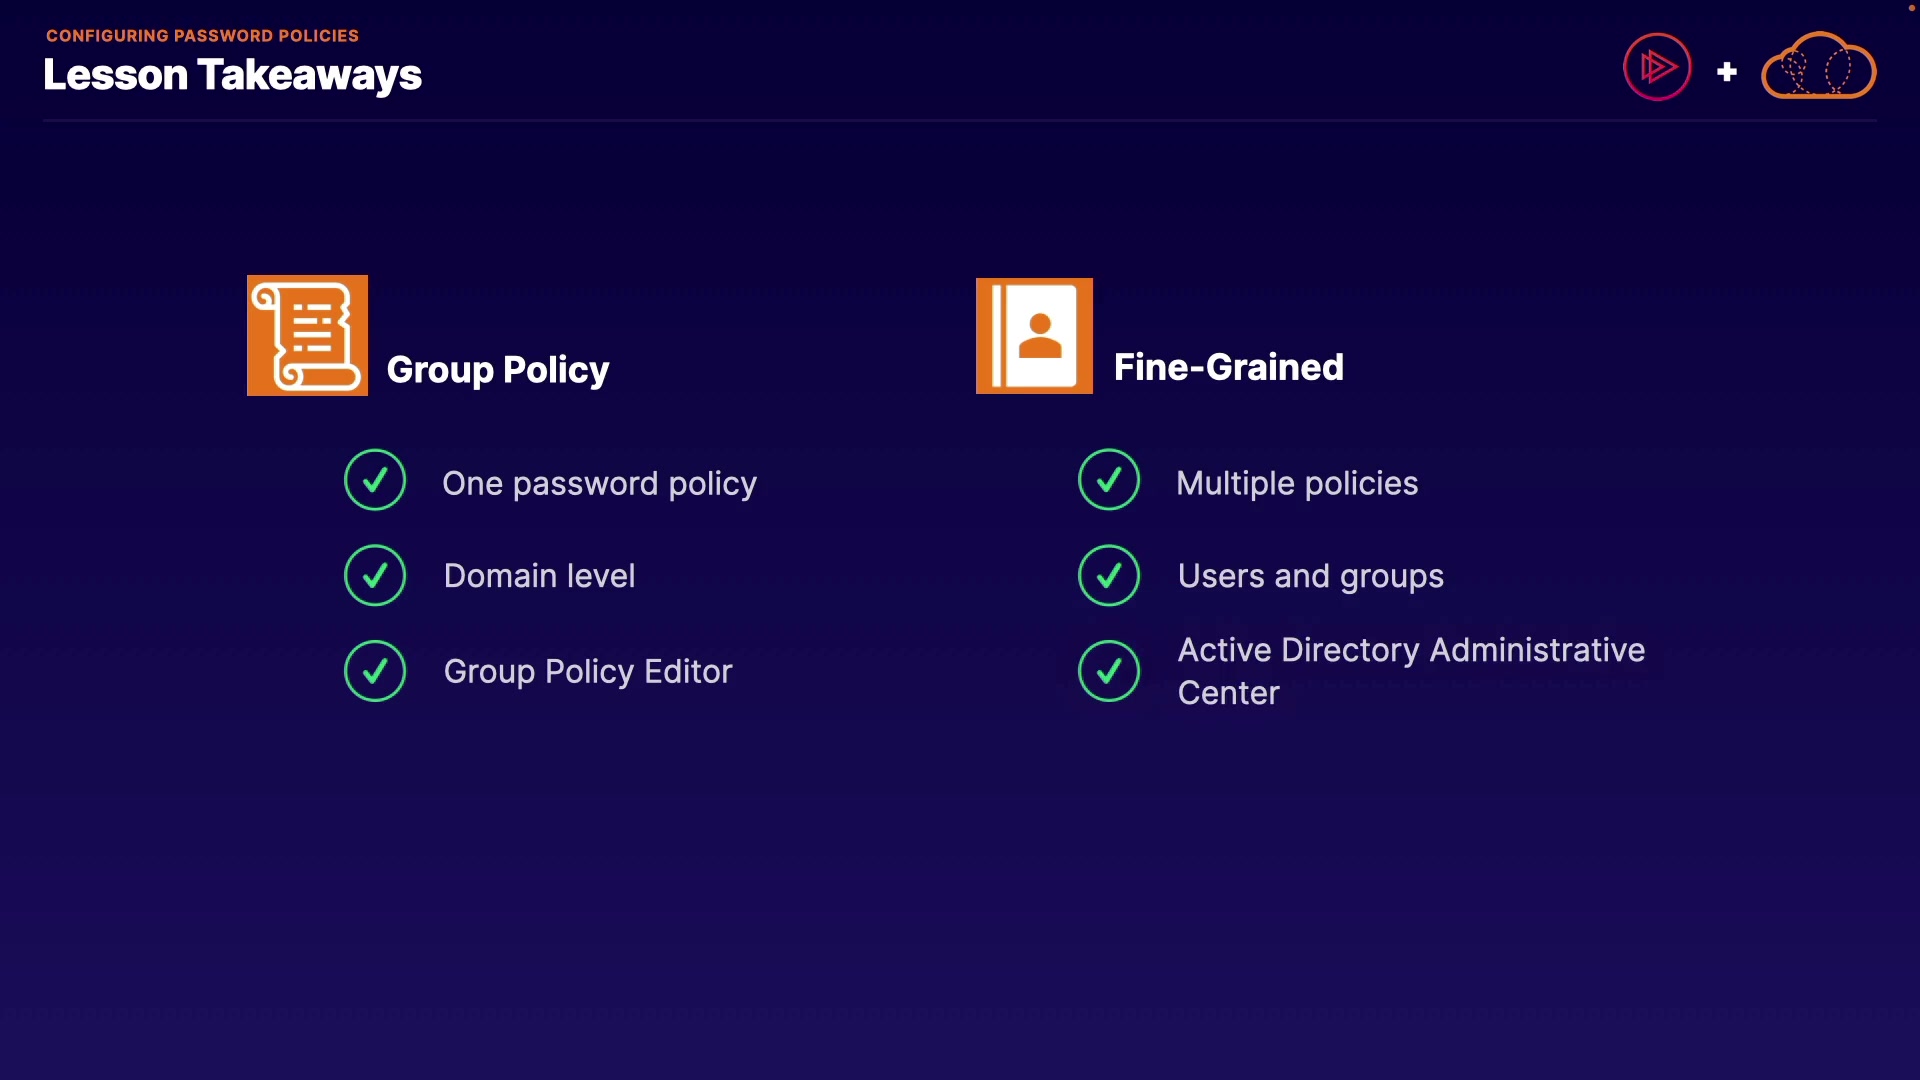 CONFIGURING PASSWORD POLICIES
Lesson Takeaways
Group Policy
One password policy
Domain level
Group Policy Editor
Fine-Grained
Multiple policies
Users and groups
Active Directory Administrative
Center